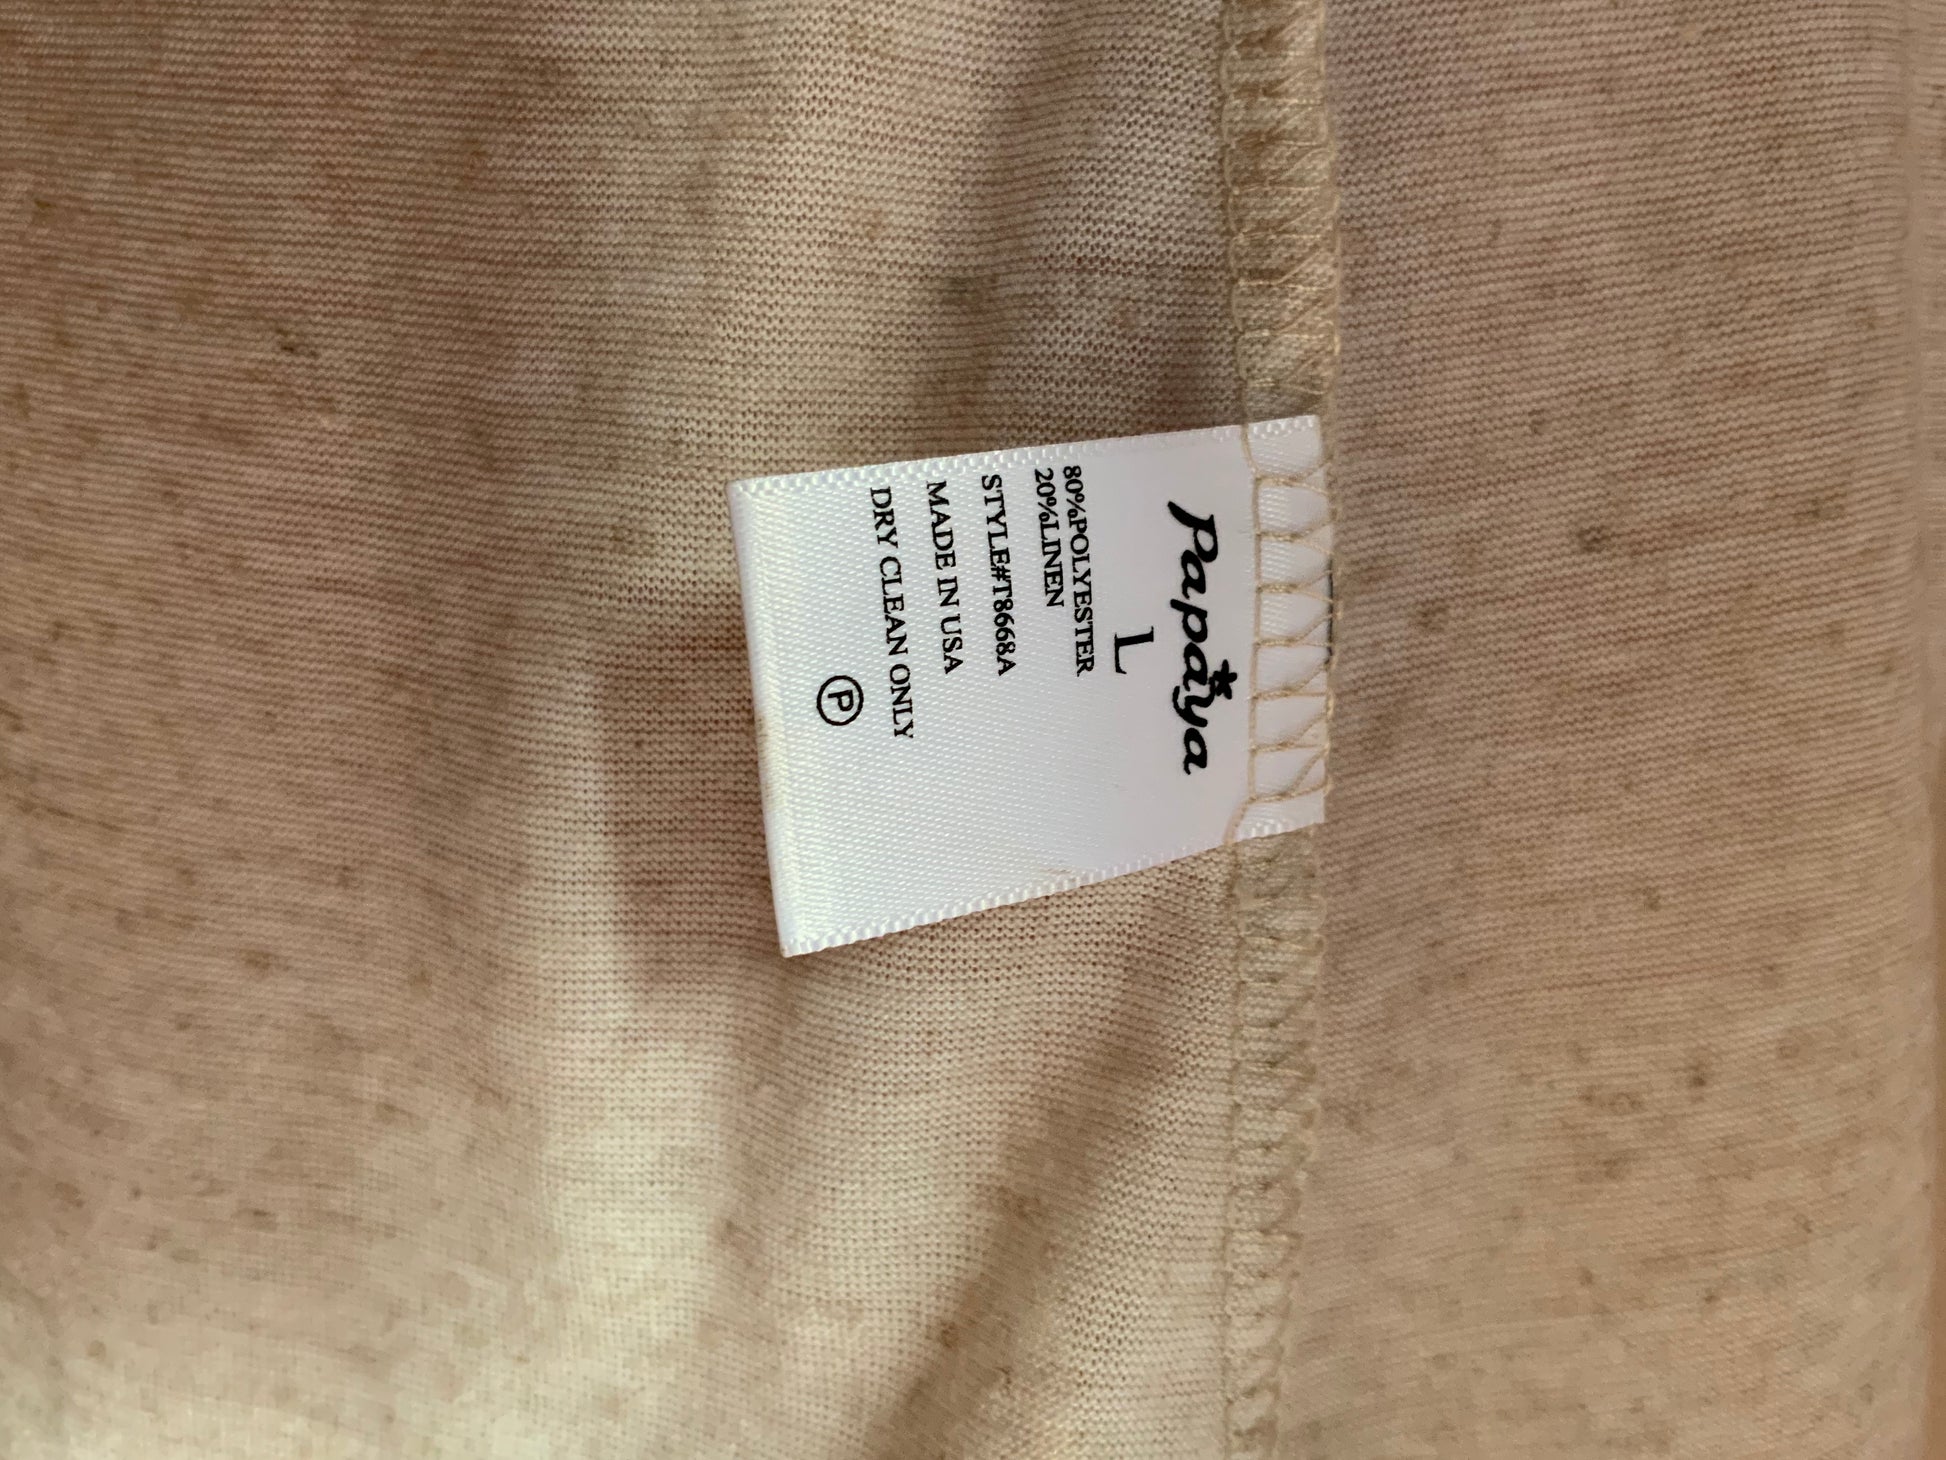 Papaya
L
80%POLYESTER
20%LINEN
STYLE#T8668A
MADE IN USA
DRY CLEAN ONLY
P